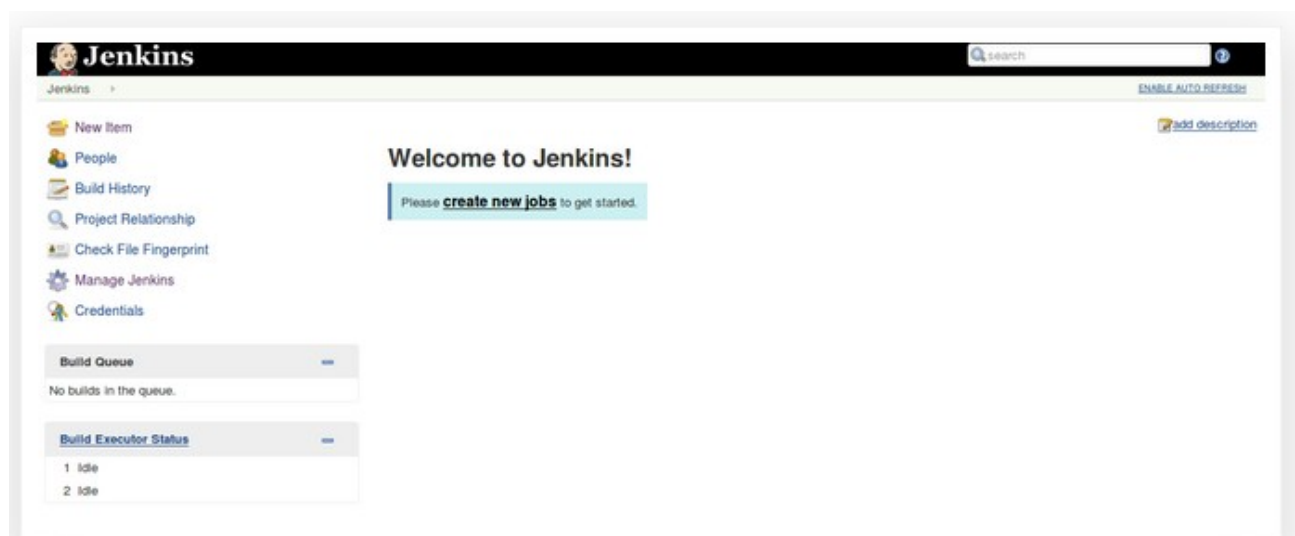 Jenkins
search
Jenkins
ENABLE AUTO REFRESH
New Item
People
Build History
Project Relationship
Check File Fingerprint
Manage Jenkins
Credentials
add description
Welcome to Jenkins!
Please create new jobs to get started.
Build Queue
No builds in the queue.
Build Executor Status
1 Idle
2 Idle